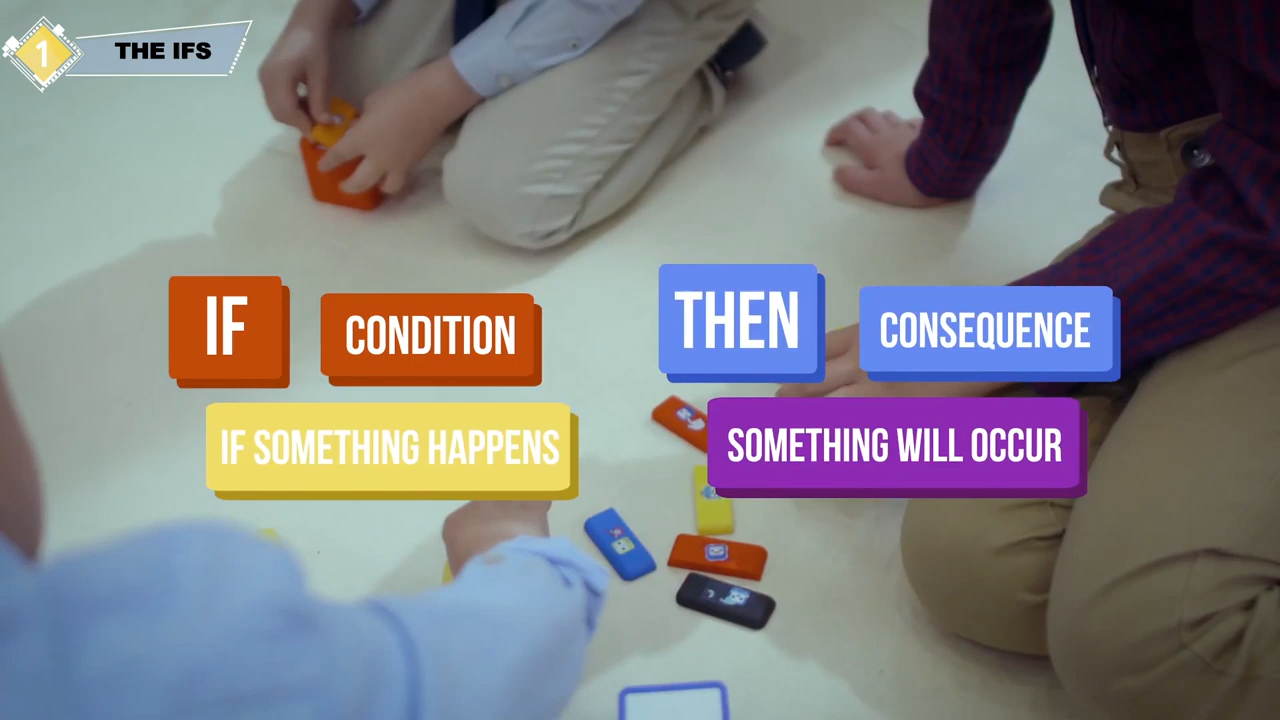 1
THE IFS
IF
CONDITION
THEN
CONSEQUENCE
IF SOMETHING HAPPENS
SOMETHING WILL OCCUR